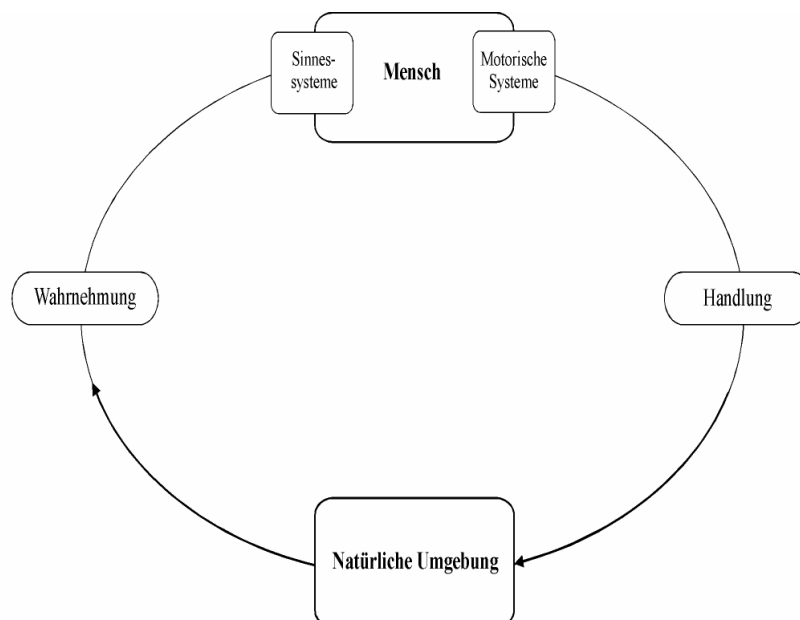 Sinnes-
systeme
Mensch
Motorische
Systeme
Wahrnehmung
Handlung
Natürliche Umgebung